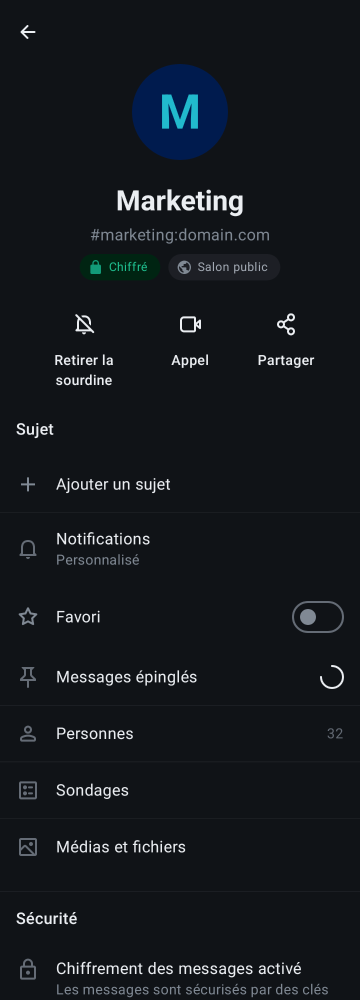 M
Marketing
#marketing:domain.com
Chiffré
Salon public
Retirer la
sourdine
Appel
Partager
Sujet
Ajouter un sujet
Notifications
Personnalisé
Favori
Messages épinglés
Personnes
32
Sondages
Médias et fichiers
Sécurité
Chiffrement des messages activé
Les messages sont sécurisés par des clés